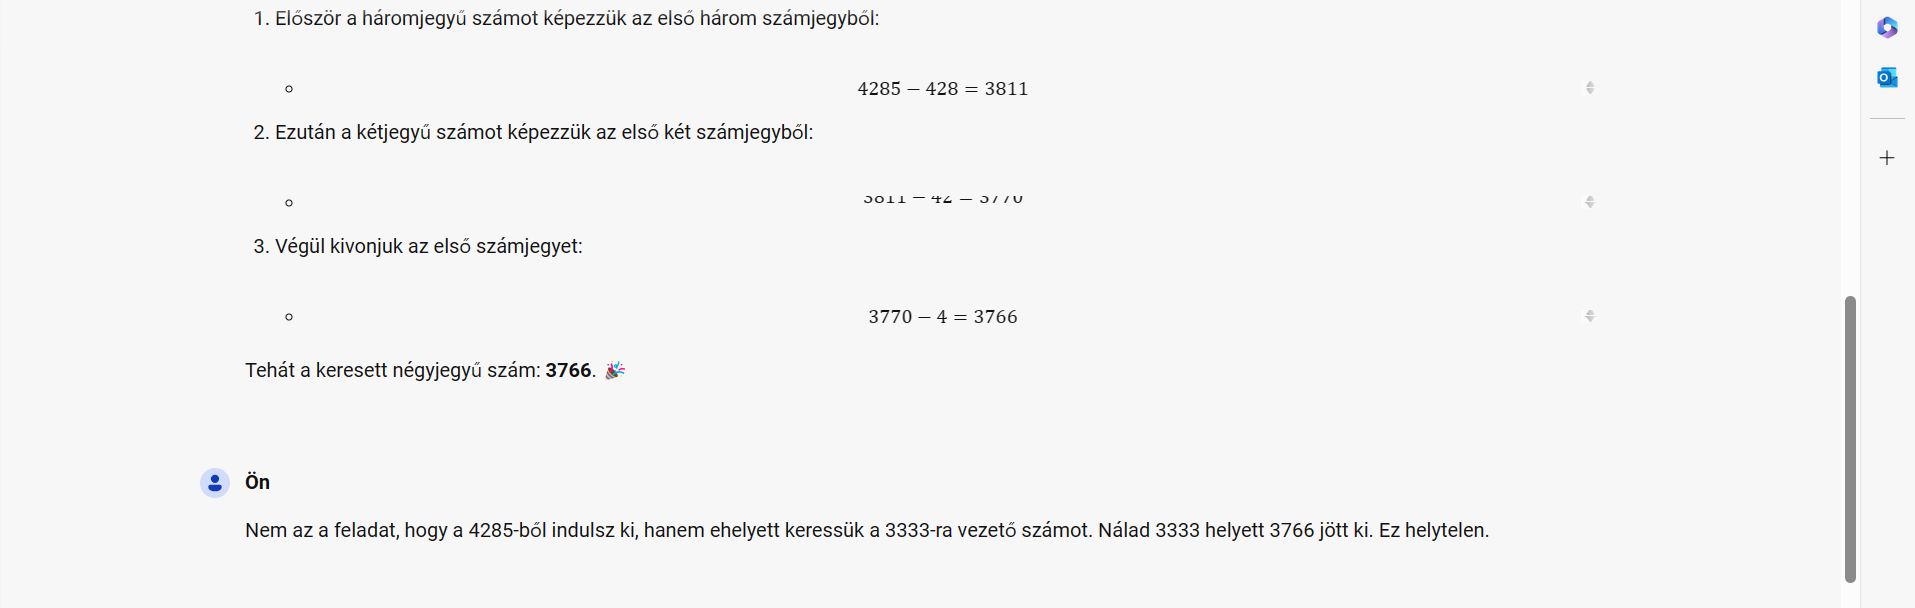 1. Először a háromjegyű számot képezzük az első három számjegyből:
4285 − 428 = 3811
2. Ezután a kétjegyű számot képezzük az első két számjegyből:
3811 − 42 = 3770
3. Végül kivonjuk az első számjegyet:
3770 − 4 = 3766
Tehát a keresett négyjegyű szám: 3766. 🎉
Ön
Nem az a feladat, hogy a 4285-ből indulsz ki, hanem ehelyett keressük a 3333-ra vezető számot. Nálad 3333 helyett 3766 jött ki. Ez helytelen.